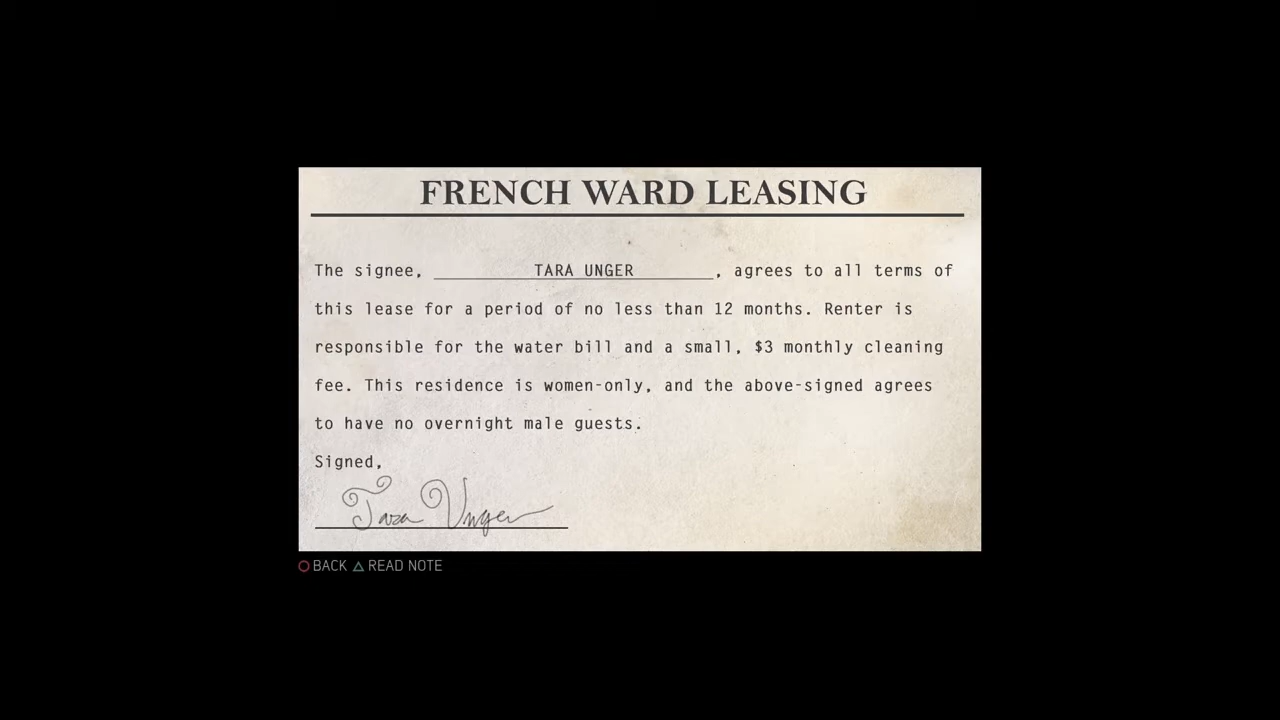 FRENCH WARD LEASING
The signee, TARA UNGER, agrees to all terms of
this lease for a period of no less than 12 months. Renter is
responsible for the water bill and a small, $3 monthly cleaning
fee. This residence is women-only, and the above-signed agrees
to have no overnight male guests.
Signed,
Tara Unger
BACK READ NOTE